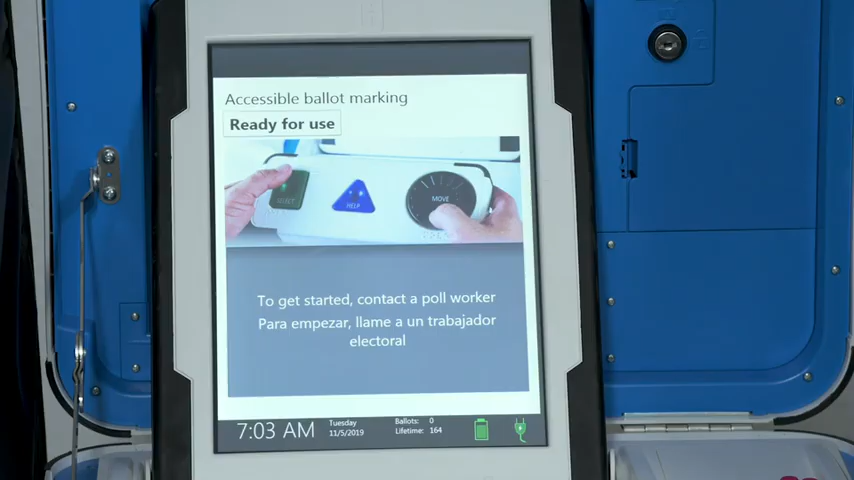 Accessible ballot marking
Ready for use
SELECT
HELP
MOVE
To get started, contact a poll worker
Para empezar, llame a un trabajador
electoral
7:03 AM
Tuesday
11/5/2019
Ballots: 0
Lifetime: 164